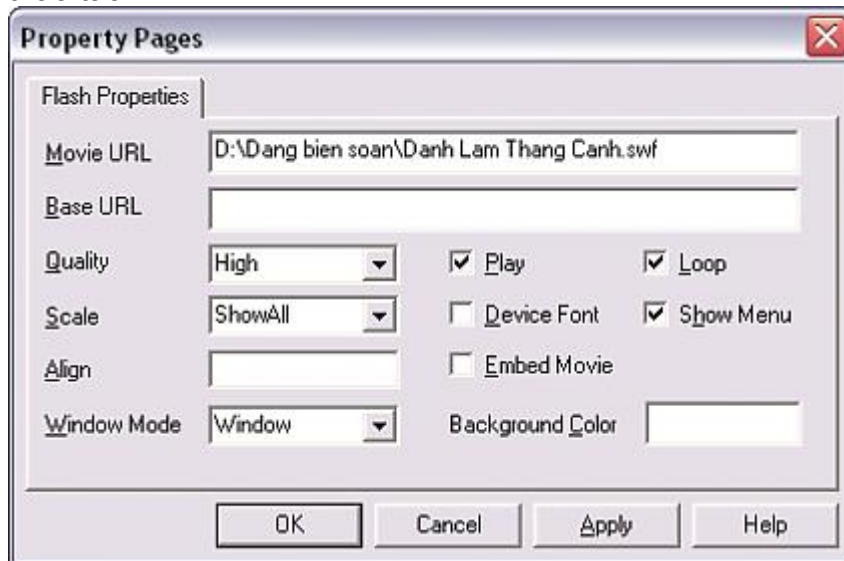 Property Pages
Flash Properties
Movie URL D:\Dang bien soan\Danh Lam Thang Canh.swf
Base URL
Quality High Play Loop
Scale ShowAll Device Font Show Menu
Align Embed Movie
Window Mode Window Background Color
OK Cancel Apply Help